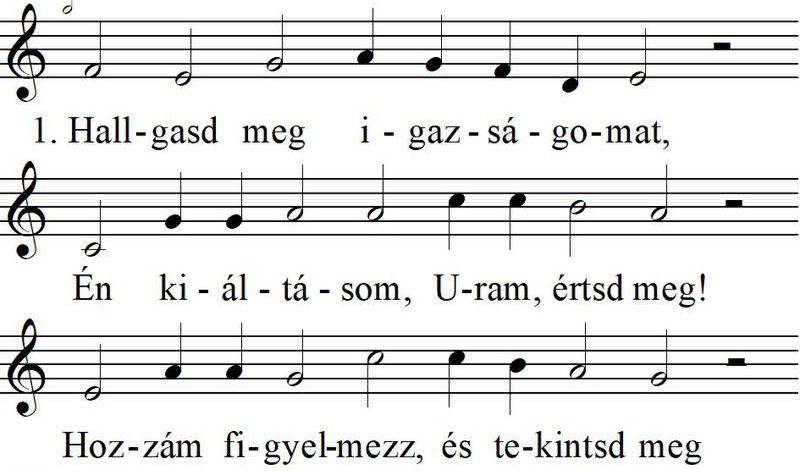 1. Hall-gasd meg i - gaz - sá - go-mat,
Én ki - ál - tá - som, U-ram, értsd meg!
Hoz-zám fi-gyel-mezz, és te-kintsd meg